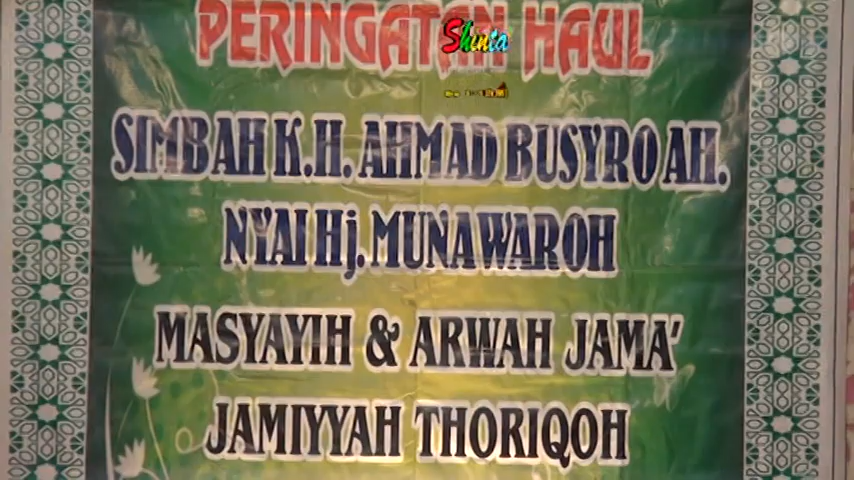 PERINGATAN HAUL
Shinta
SIMBAH K.H. AHMAD BUSYRO AH.
NYAI Hj. MUNAWAROH
MASYAYIH & ARWAH JAMA'
JAMIYYAH THORIQOH